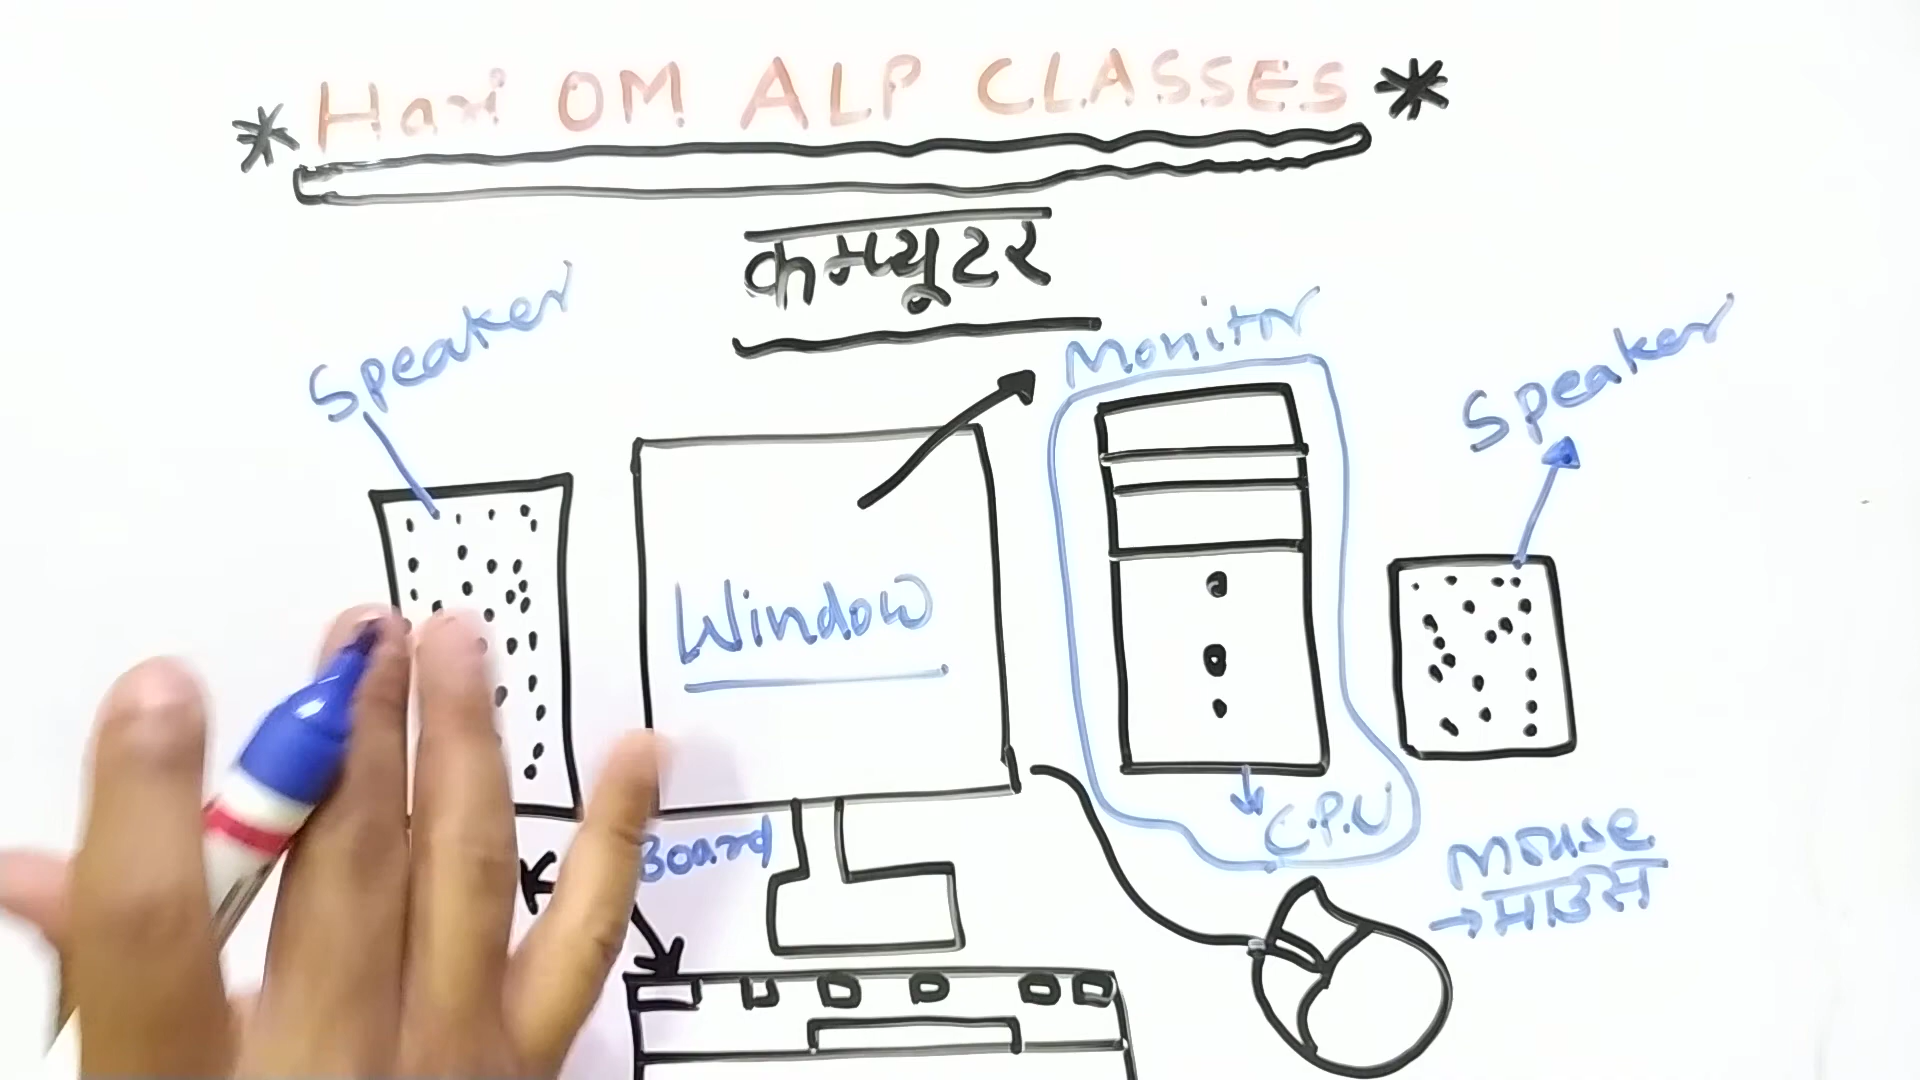 * Hari OM ALP CLASSES *
कम्प्यूटर
Speaker
Monitor
Speaker
Window
C.P.U
Board
Mouse
→ माउस